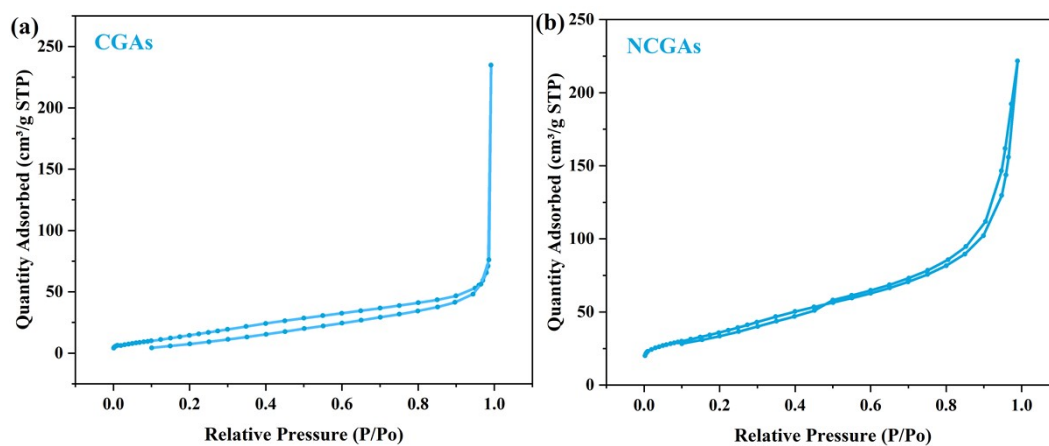 (a)
CGAs
250
200
150
100
50
0
Quantity Adsorbed (cm³/g STP)
0.0 0.2 0.4 0.6 0.8 1.0
Relative Pressure (P/Po)
(b)
NCGAs
250
200
150
100
50
0
Quantity Adsorbed (cm³/g STP)
0.0 0.2 0.4 0.6 0.8 1.0
Relative Pressure (P/Po)